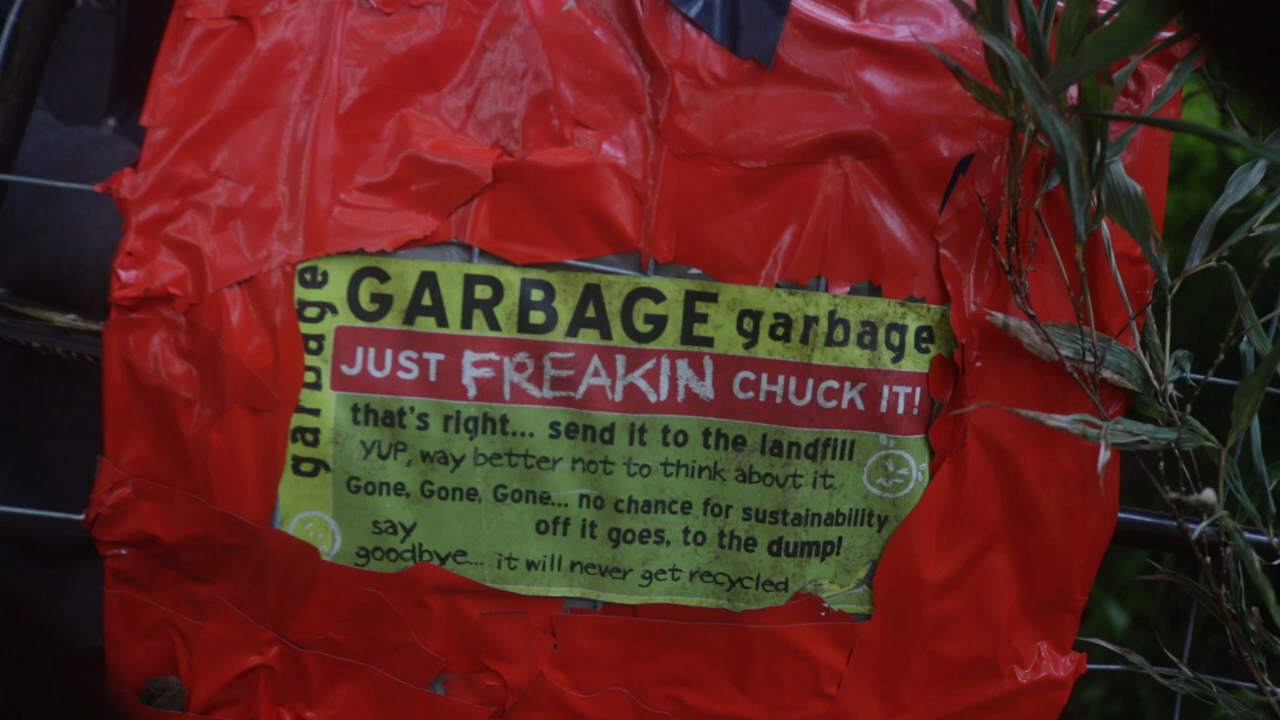 garbage
GARBAGE garbage
JUST FREAKIN CHUCK IT!
that's right... send it to the landfill
YUP, way better not to think about it.
Gone, Gone, Gone... no chance for sustainability
say off it goes, to the dump!
goodbye... it will never get recycled